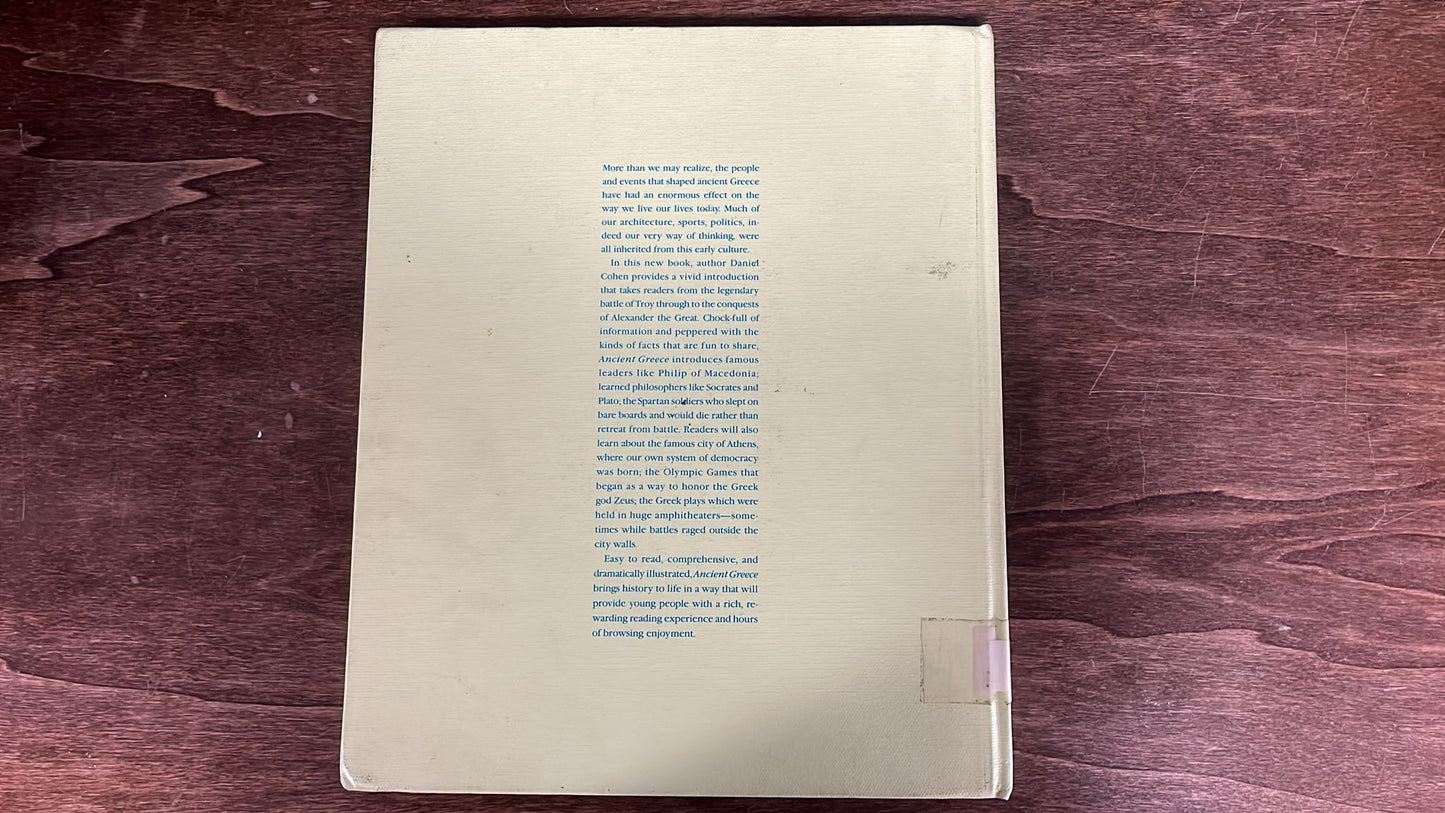 More than we may realize, the people
and events that shaped ancient Greece
have had an enormous effect on the
way we live our lives today. Much of
our architecture, sports, politics, in-
deed our very way of thinking, were
all inherited from this early culture.
In this new book, author Daniel
Cohen provides a vivid introduction
that takes readers from the legendary
battle of Troy through to the conquests
of Alexander the Great. Chock-full of
information and peppered with the
kinds of facts that are fun to share,
Ancient Greece introduces famous
leaders like Philip of Macedonia;
learned philosophers like Socrates and
Plato; the Spartan soldiers who slept on
bare boards and would die rather than
retreat from battle. Readers will also
learn about the famous city of Athens,
where our own system of democracy
was born; the Olympic Games that
began as a way to honor the Greek
god Zeus; the Greek plays which were
held in huge amphitheaters—some-
times while battles raged outside the
city walls.
Easy to read, comprehensive, and
dramatically illustrated, Ancient Greece
brings history to life in a way that will
provide young people with a rich, re-
warding reading experience and hours
of browsing enjoyment.